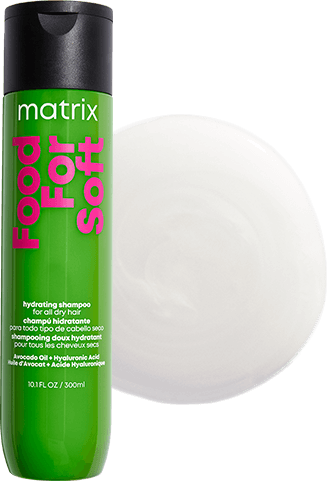 matrix
Food
For
Soft
hydrating shampoo
for all dry hair
champú hidratante
para todo tipo de cabello seco
shampooing doux hydratant
pour tous les cheveux secs
Avocado Oil + Hyaluronic Acid
Huile d'Avocat + Acide Hyaluronique
10.1 FL OZ / 300ml